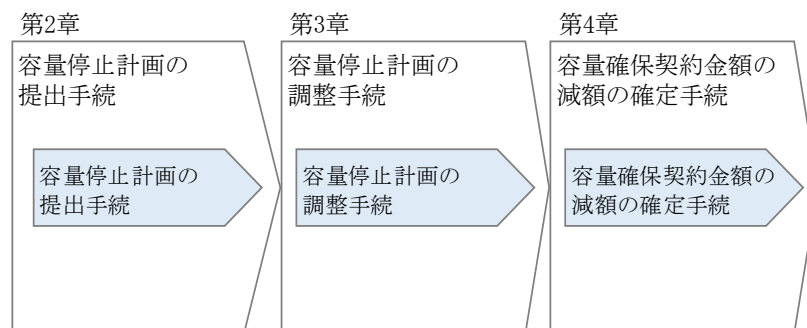 第2章
容量停止計画の
提出手続
容量停止計画の
提出手続
第3章
容量停止計画の
調整手続
容量停止計画の
調整手続
第4章
容量確保契約金額の
減額の確定手続
容量確保契約金額の
減額の確定手続